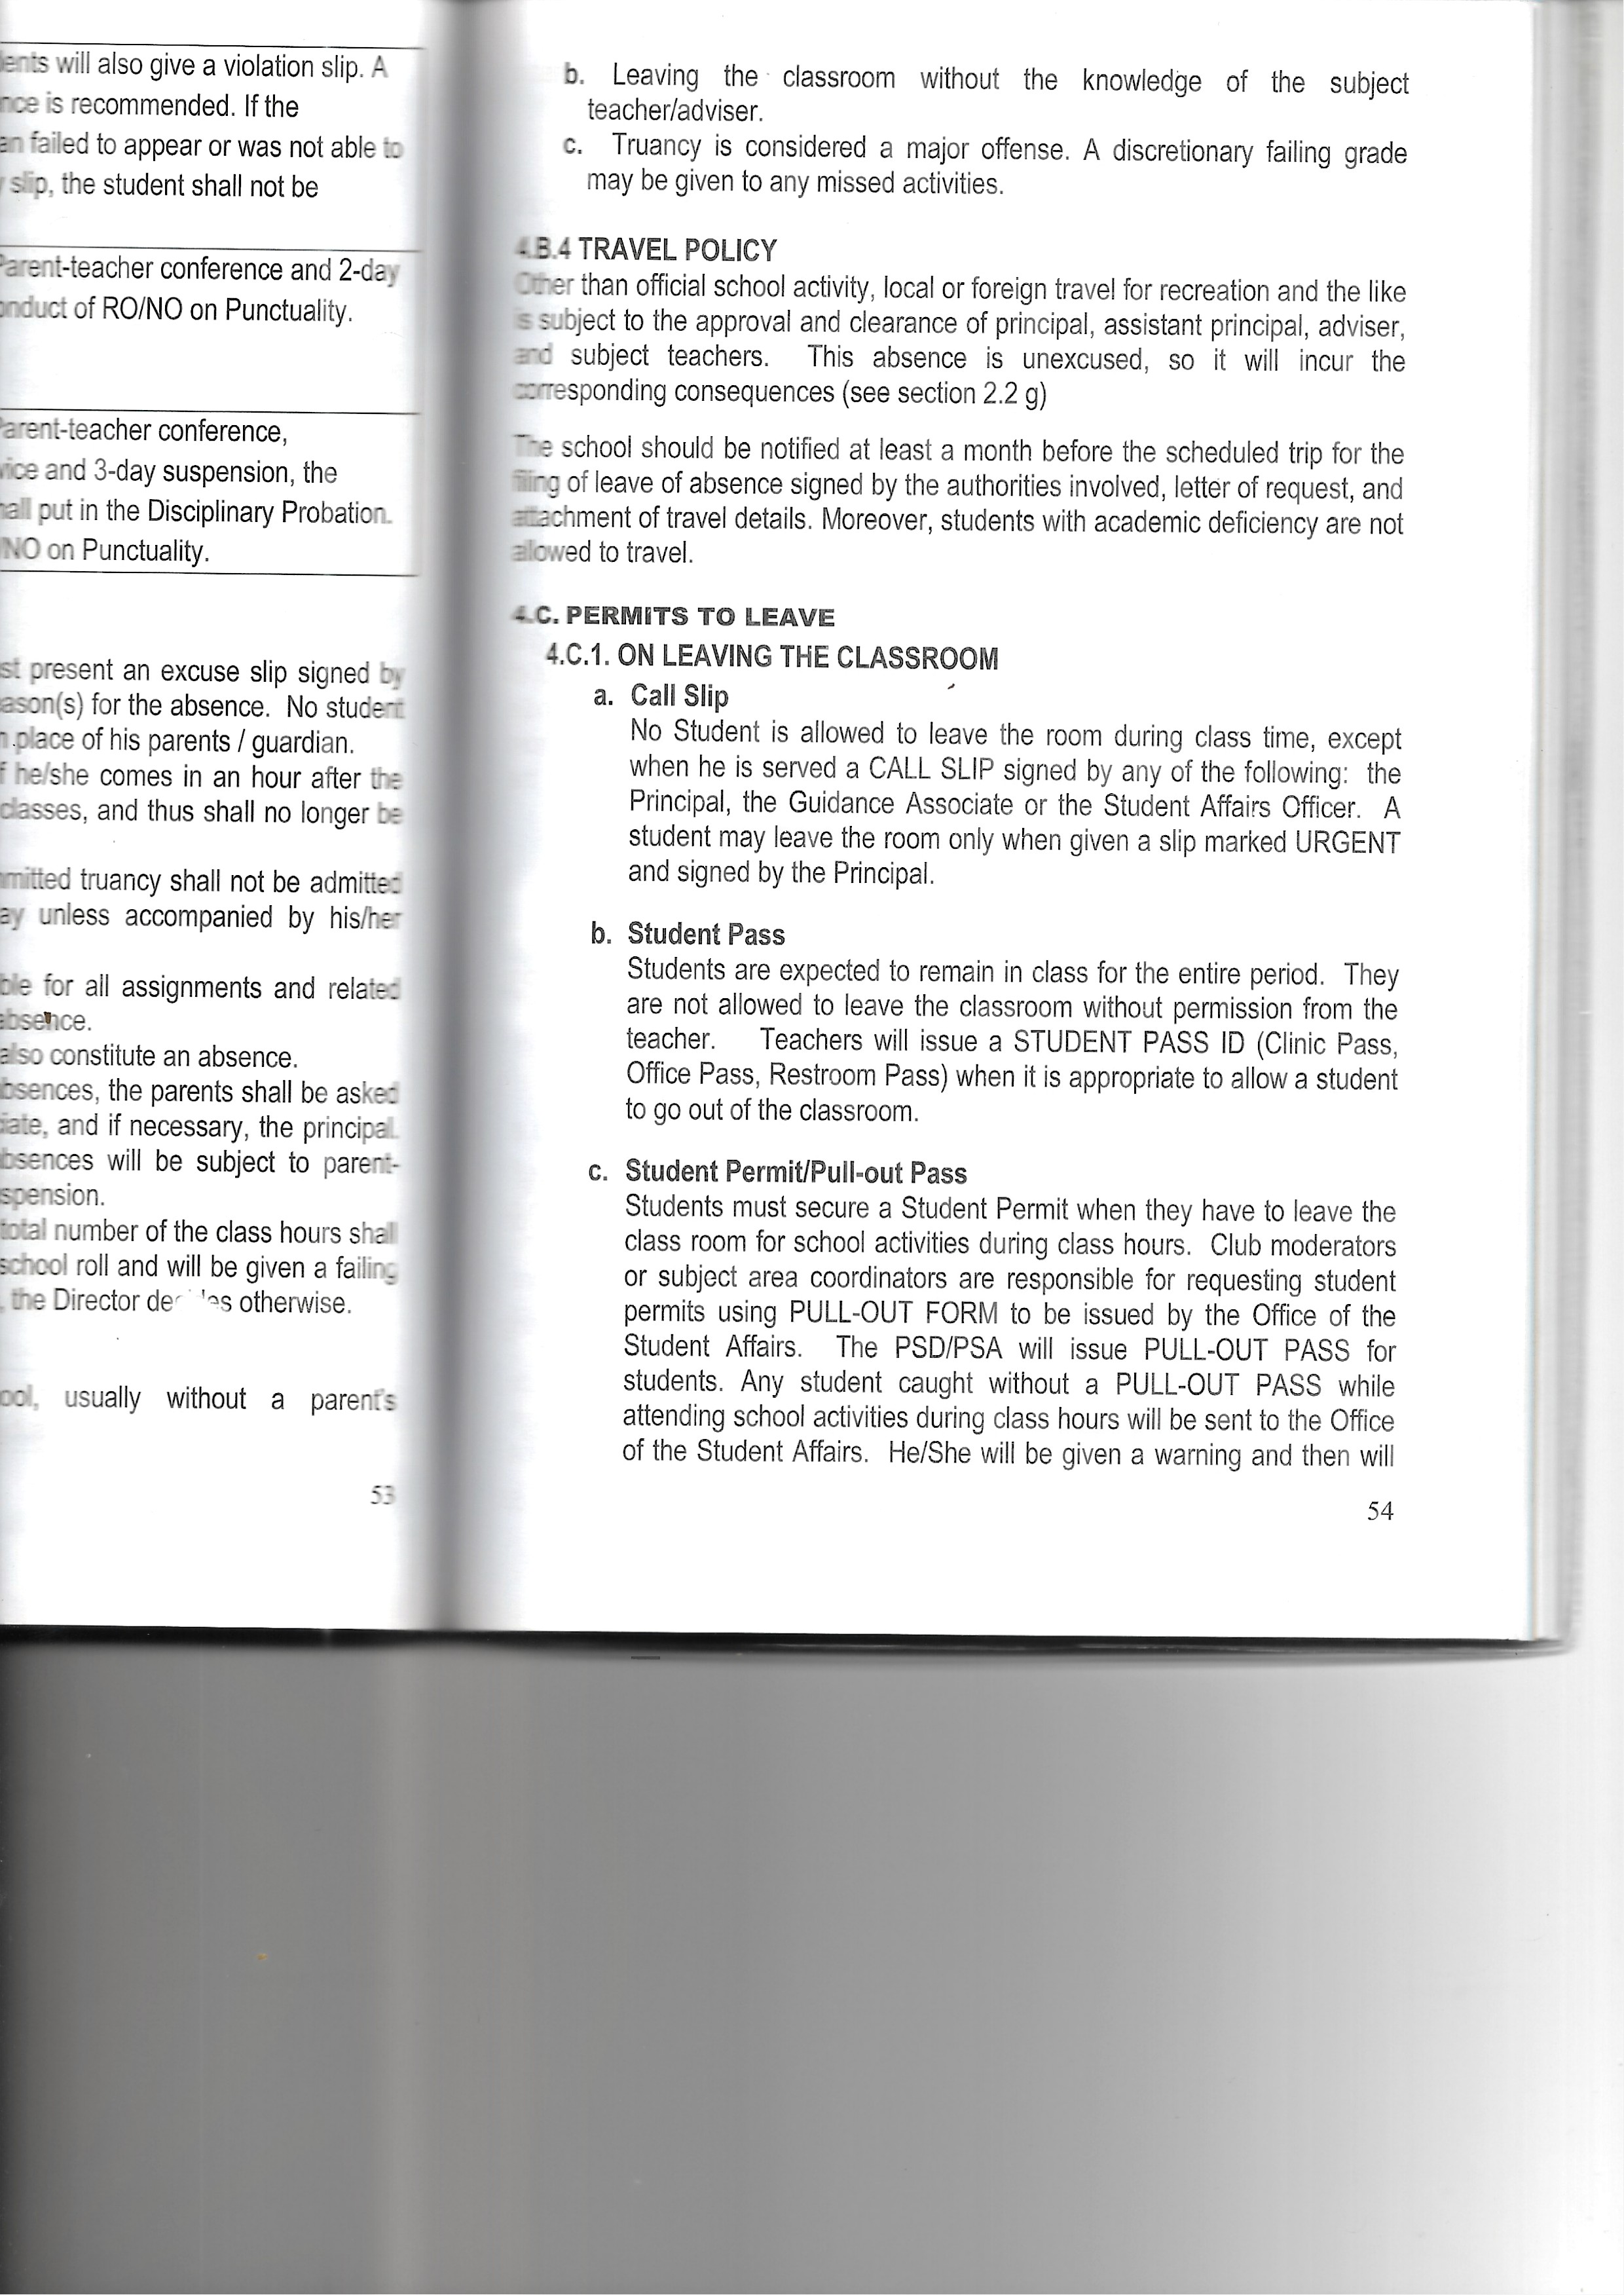 ents will also give a violation slip. A
nce is recommended. If the
en failed to appear or was not able to
slip, the student shall not be
Parent-teacher conference and 2-day
onduct of RO/NO on Punctuality.
Parent-teacher conference,
vice and 3-day suspension, the
hall put in the Disciplinary Probation.
/NO on Punctuality.
st present an excuse slip signed by
ason(s) for the absence. No student
place of his parents / guardian.
f he/she comes in an hour after the
classes, and thus shall no longer be
mitted truancy shall not be admitted
ay unless accompanied by his/her
ble for all assignments and related
absence.
also constitute an absence.
bsences, the parents shall be asked
iate, and if necessary, the principal.
bsences will be subject to parent-
spension.
total number of the class hours shall
school roll and will be given a failing
, the Director decides otherwise.
ool, usually without a parent's
53
b. Leaving the classroom without the knowledge of the subject
teacher/adviser.
c. Truancy is considered a major offense. A discretionary failing grade
may be given to any missed activities.
4.B.4 TRAVEL POLICY
Other than official school activity, local or foreign travel for recreation and the like
is subject to the approval and clearance of principal, assistant principal, adviser,
and subject teachers. This absence is unexcused, so it will incur the
corresponding consequences (see section 2.2 g)
The school should be notified at least a month before the scheduled trip for the
filing of leave of absence signed by the authorities involved, letter of request, and
attachment of travel details. Moreover, students with academic deficiency are not
allowed to travel.
4.C. PERMITS TO LEAVE
4.C.1. ON LEAVING THE CLASSROOM
a. Call Slip
No Student is allowed to leave the room during class time, except
when he is served a CALL SLIP signed by any of the following: the
Principal, the Guidance Associate or the Student Affairs Officer. A
student may leave the room only when given a slip marked URGENT
and signed by the Principal.
b. Student Pass
Students are expected to remain in class for the entire period. They
are not allowed to leave the classroom without permission from the
teacher. Teachers will issue a STUDENT PASS ID (Clinic Pass,
Office Pass, Restroom Pass) when it is appropriate to allow a student
to go out of the classroom.
c. Student Permit/Pull-out Pass
Students must secure a Student Permit when they have to leave the
class room for school activities during class hours. Club moderators
or subject area coordinators are responsible for requesting student
permits using PULL-OUT FORM to be issued by the Office of the
Student Affairs. The PSD/PSA will issue PULL-OUT PASS for
students. Any student caught without a PULL-OUT PASS while
attending school activities during class hours will be sent to the Office
of the Student Affairs. He/She will be given a warning and then will
54